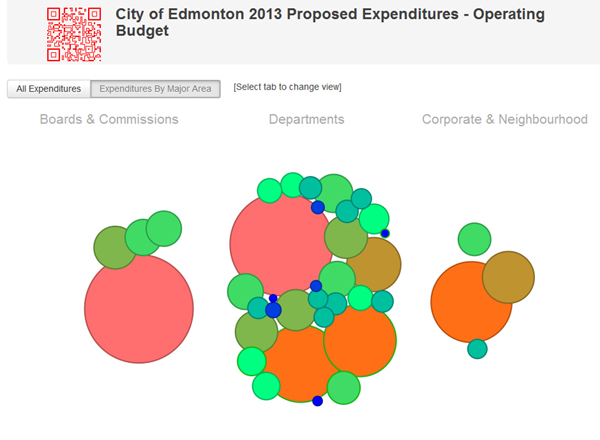 City of Edmonton 2013 Proposed Expenditures - Operating
Budget
All Expenditures
Expenditures By Major Area
[Select tab to change view]
Boards & Commissions
Departments
Corporate & Neighbourhood